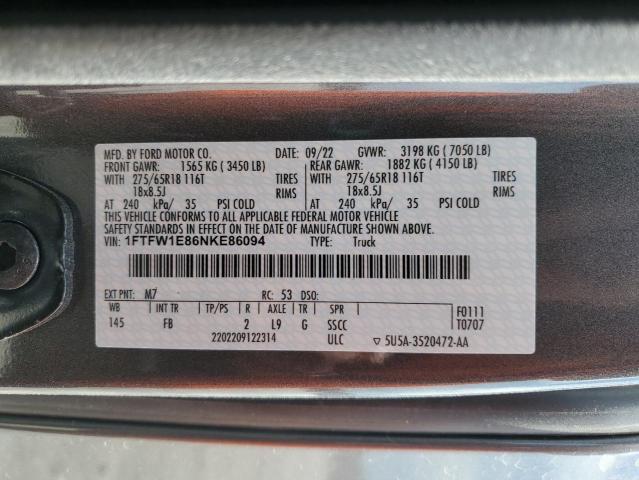 MFD. BY FORD MOTOR CO. DATE: 09/22 GVWR: 3198 KG ( 7050 LB)
FRONT GAWR: 1565 KG ( 3450 LB) REAR GAWR: 1882 KG ( 4150 LB)
WITH 275/65R18 116T TIRES WITH 275/65R18 116T TIRES
18x8.5J RIMS 18x8.5J RIMS
AT 240 kPa/ 35 PSI COLD AT 240 kPa/ 35 PSI COLD
THIS VEHICLE CONFORMS TO ALL APPLICABLE FEDERAL MOTOR VEHICLE
SAFETY STANDARDS IN EFFECT ON THE DATE OF MANUFACTURE SHOWN ABOVE.
VIN: 1FTFW1E86NKE86094 TYPE: Truck
EXT PNT: M7 RC: 53 DSO:
WB INT TR TP/PS R AXLE TR SPR F0111
145 FB 2 L9 G SSCC T0707
2202209122314 ULC ▽ 5U5A-3520472-AA